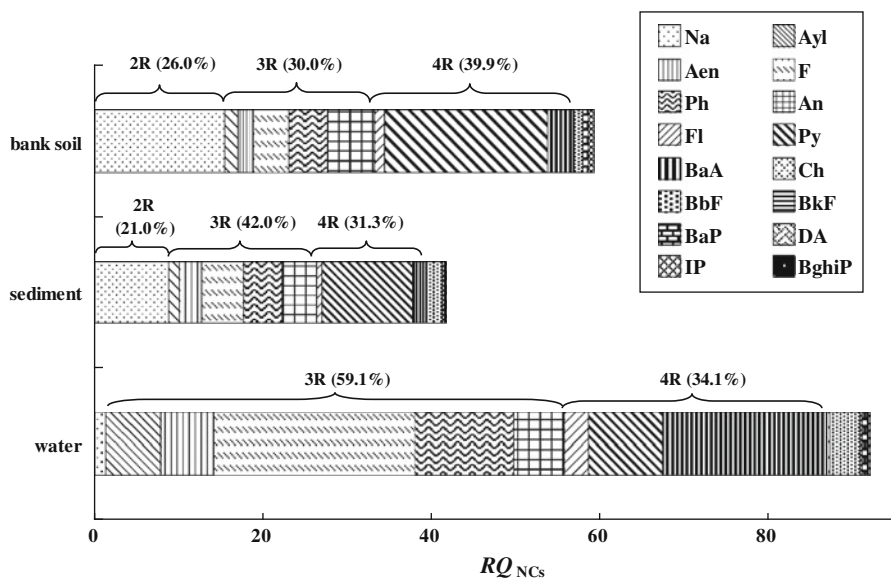 Na Ayl
Aen F
Ph An
Fl Py
BaA Ch
BbF BkF
BaP DA
IP BghiP
2R (26.0%) 3R (30.0%) 4R (39.9%)
bank soil
2R
(21.0%) 3R (42.0%) 4R (31.3%)
sediment
3R (59.1%) 4R (34.1%)
water
0 20 40 60 80
RQ NCs